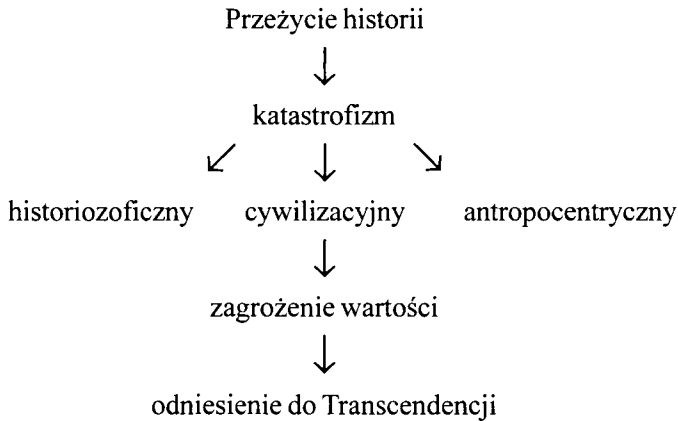 Przeżycie historii
katastrofizm
historiozoficzny cywilizacyjny antropocentryczny
zagrożenie wartości
odniesienie do Transcendencji